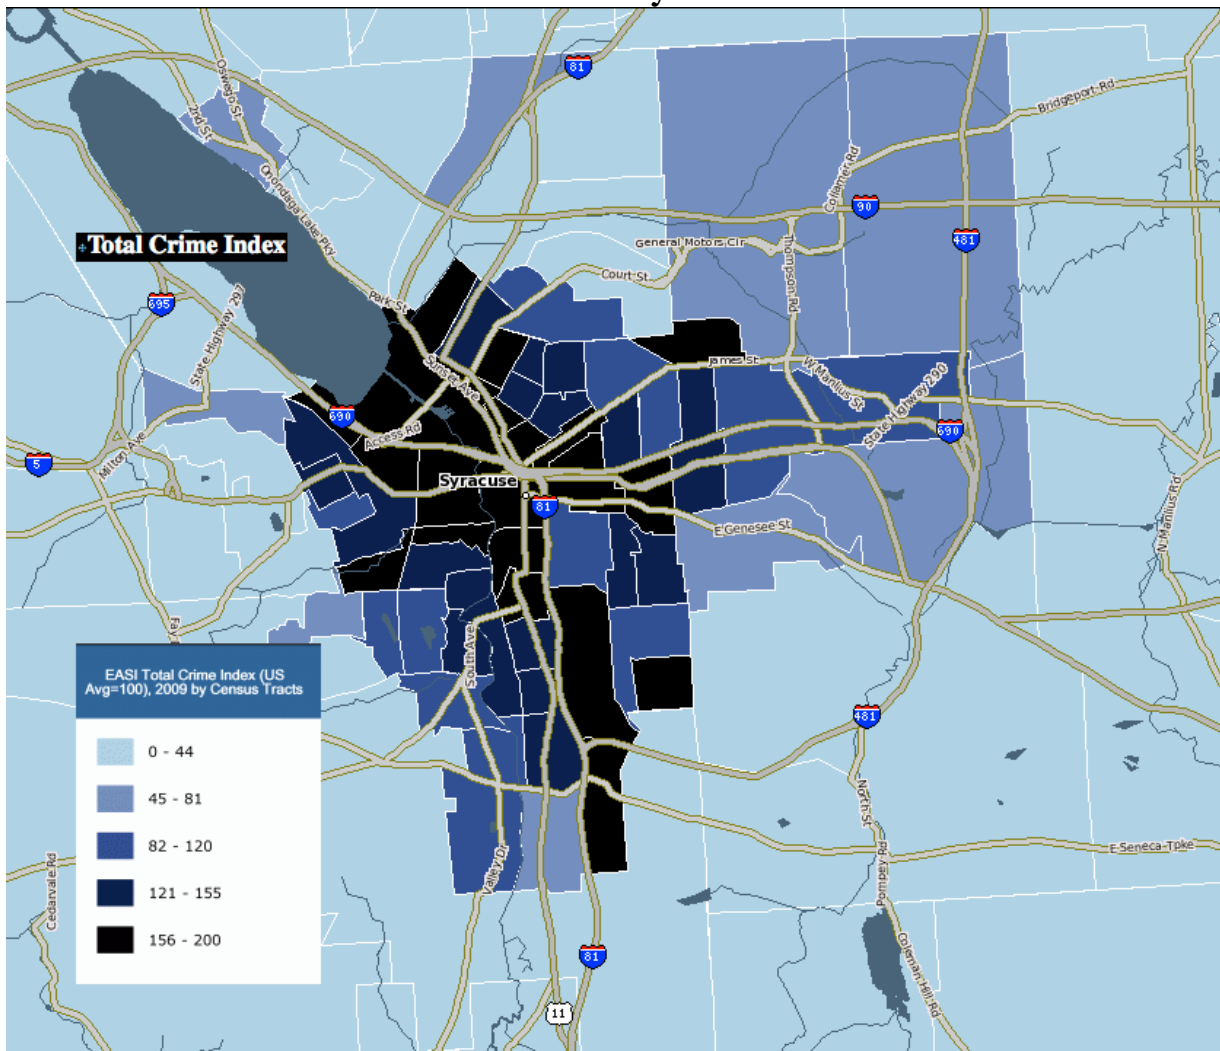 y
81
Oswego St
2nd St
Bridgeport Rd
Onondaga Lake Pky
Collamer Rd
90
481
General Motors Cir
Thompson Rd
Total Crime Index
Court St
695
State Highway 297
Park St
Sunset Ave
James St
W Manlius St
State Highway 290
690
690
Access Rd
Milton Ave
5
Syracuse
81
E Genesee St
N Manlius Rd
Fay
South Ave
EASI Total Crime Index (US
Avg=100), 2009 by Census Tracts
0 - 44
45 - 81
82 - 120
121 - 155
156 - 200
481
North St
E Seneca Tpke
Pompey Rd
Valley Dr
Cedarvale Rd
Coleman Hill Rd
81
11